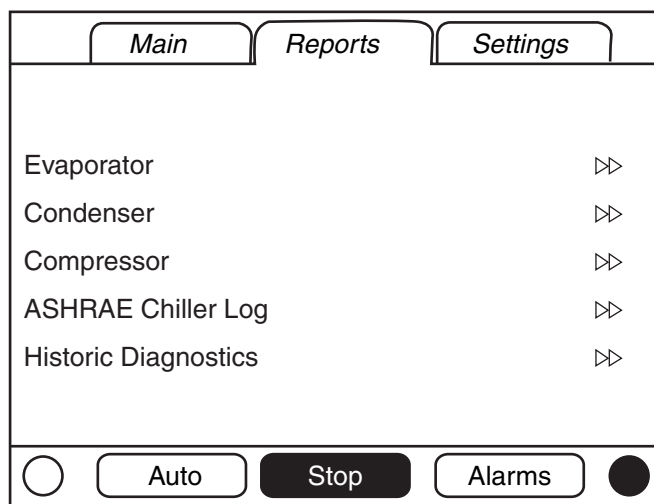 Main Reports Settings
Evaporator
Condenser
Compressor
ASHRAE Chiller Log
Historic Diagnostics
Auto Stop Alarms